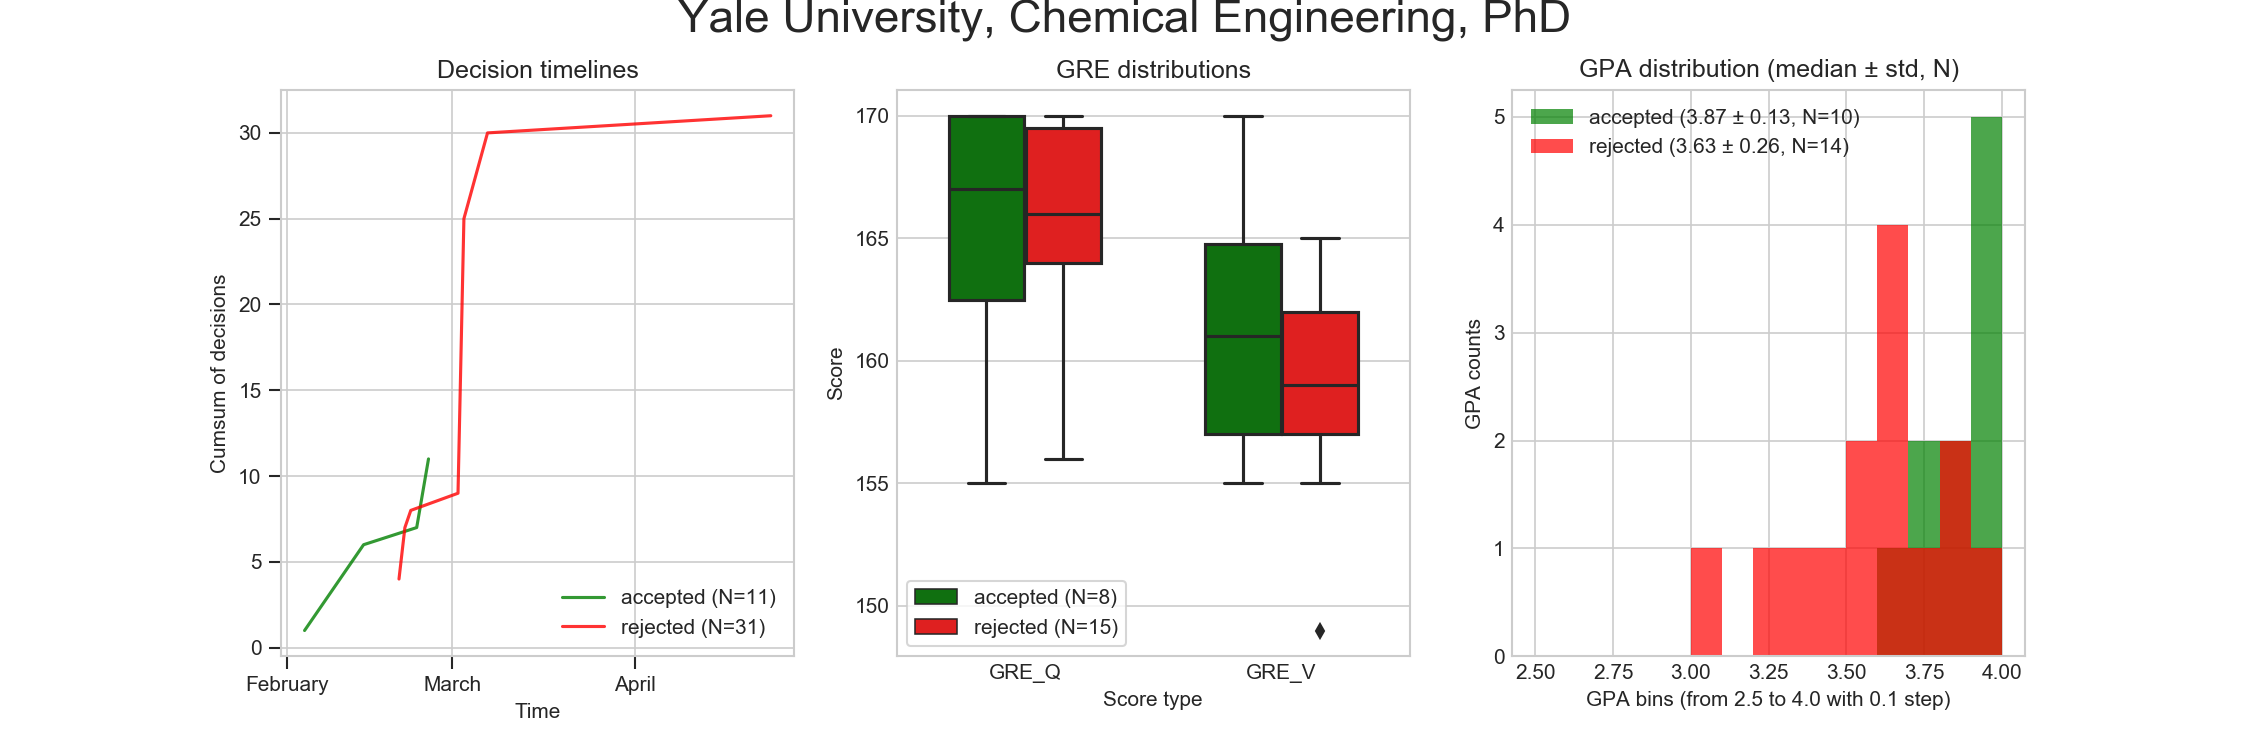 Yale University, Chemical Engineering, PhD
Decision timelines
Cumsum of decisions
30
25
20
15
10
5
0
accepted (N=11)
rejected (N=31)
February March April
Time
GRE distributions
Score
170
165
160
155
150
accepted (N=8)
rejected (N=15)
GRE_Q GRE_V
Score type
GPA distribution (median ± std, N)
GPA counts
5
4
3
2
1
0
accepted (3.87 ± 0.13, N=10)
rejected (3.63 ± 0.26, N=14)
2.50 2.75 3.00 3.25 3.50 3.75 4.00
GPA bins (from 2.5 to 4.0 with 0.1 step)